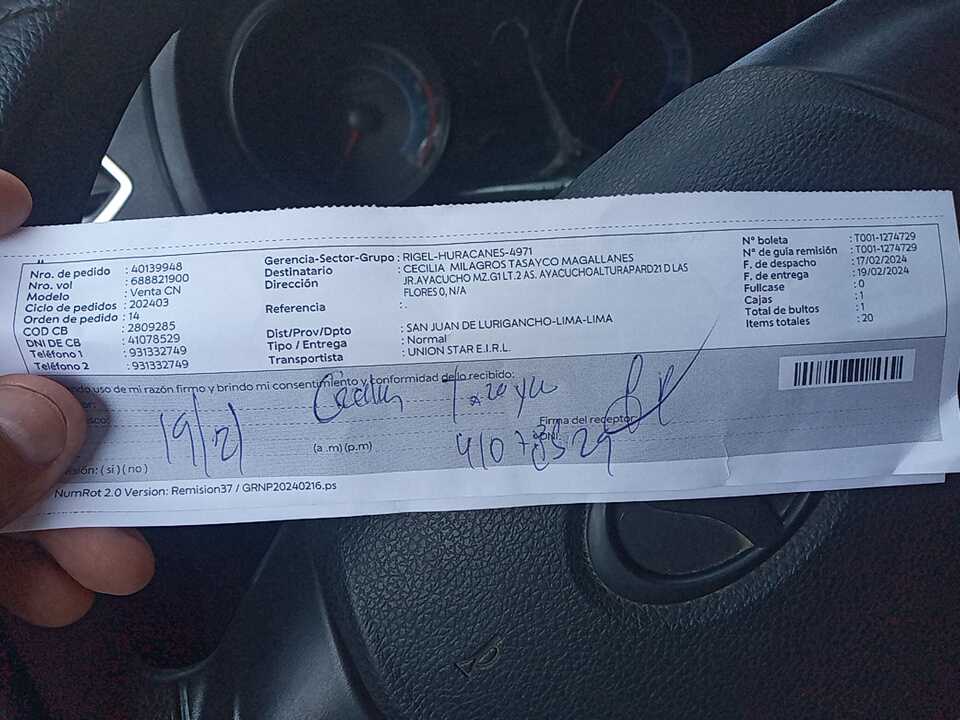 Nro. de pedido : 40139948
Nro. vol : 688821900
Modelo : Venta CN
Ciclo de pedidos : 202403
Orden de pedido : 14
COD CB : 2809285
DNI DE CB : 41078529
Teléfono 1 : 931332749
Teléfono 2 : 931332749
Gerencia-Sector-Grupo : RIGEL-HURACANES-4971
Destinatario : CECILIA MILAGROS TASAYCO MAGALLANES
Dirección JR.AYACUCHO MZ.G1 LT.2 AS. AYACUCHOALTURAPARD21 D LAS
FLORES 0, N/A
Referencia : .
Dist/Prov/Dpto : SAN JUAN DE LURIGANCHO-LIMA-LIMA
Tipo / Entrega : Normal
Transportista : UNION STAR E.I.R.L.
N° boleta : T001-1274729
N° de guía remisión : T001-1274729
F. de despacho : 17/02/2024
F. de entrega : 19/02/2024
Fullcase : 0
Cajas : 1
Total de bultos : 1
Items totales : 20
uso de mi razón firmo y brindo mi consentimiento y conformidad de lo recibido:
19/2/
(a .m) (p.m)
Firma del receptor
DNI:
41078529
( si ) ( no )
NumRot 2.0 Version: Remision37 / GRNP20240216.ps